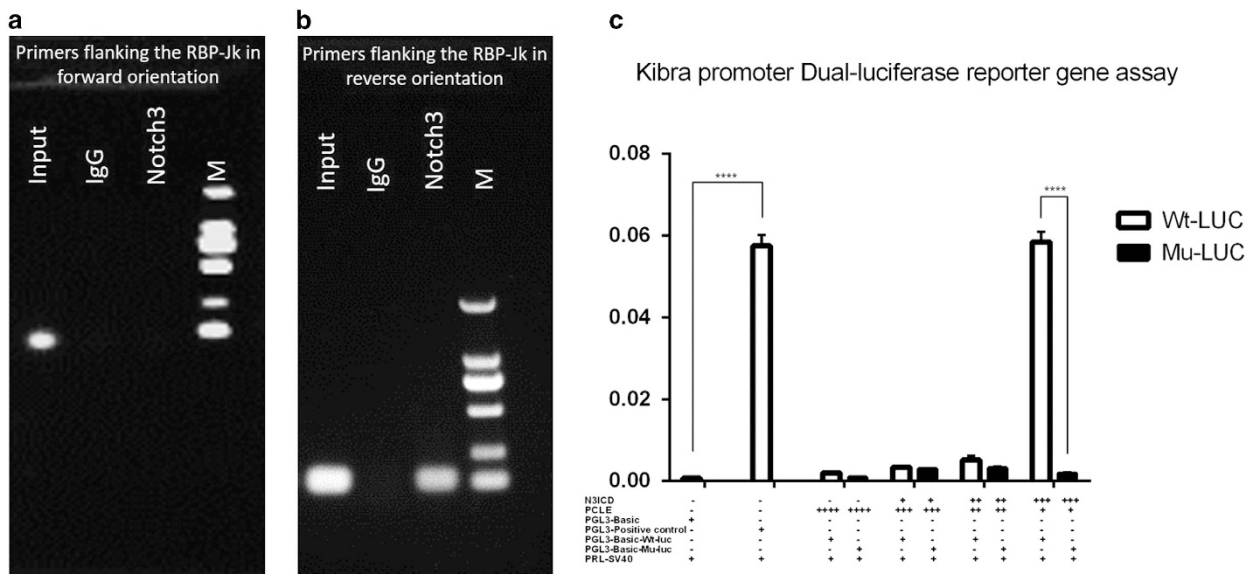 a
Primers flanking the RBP-Jk in
forward orientation
Input
IgG
Notch3
M
b
Primers flanking the RBP-Jk in
reverse orientation
Input
IgG
Notch3
M
c
Kibra promoter Dual-luciferase reporter gene assay
0.08
0.06
0.04
0.02
0.00
****
****
Wt-LUC
Mu-LUC
N3ICD - - - - + + ++ ++ +++ +++
PCLE - - ++++ ++++ +++ +++ ++ ++ + +
PGL3-Basic + - - - - - - - - -
PGL3-Positive control - + - - - - - - - -
PGL3-Basic-Wt-luc - - + - + - + - + -
PGL3-Basic-Mu-luc - - - + - + - + - +
PRL-SV40 + + + + + + + + + +